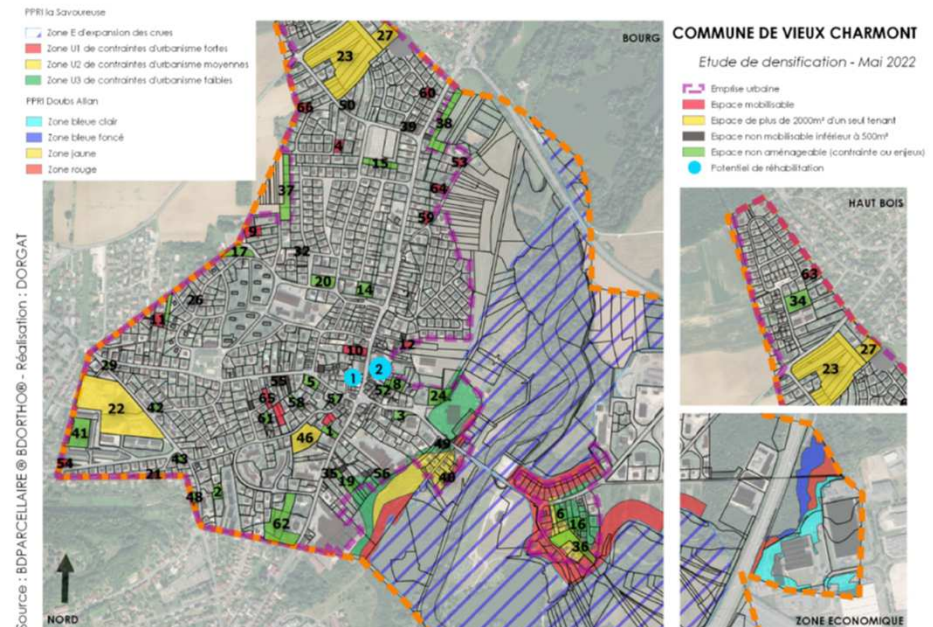 PPRI la Savoureuse
Zone E d'expansion des crues
Zone U1 de contraintes d'urbanisme fortes
Zone U2 de contraintes d'urbanisme moyennes
Zone U3 de contraintes d'urbanisme faibles
PPRI Doubs Allan
Zone bleue clair
Zone bleue foncé
Zone jaune
Zone rouge
Source : BDPARCELLAIRE ® BDORTHO® - Réalisation : DORGAT
NORD
BOURG
27
23
60
66
50
39
38
4
15
53
37
64
59
9
17
32
20
14
26
11
10
12
29
2
1
55
5
8
52
24
22
42
65
58
57
61
1
3
41
46
49
43
54
21
35
19
56
40
48
2
62
6
16
36
COMMUNE DE VIEUX CHARMONT
Etude de densification - Mai 2022
Emprise urbaine
Espace mobilisable
Espace de plus de 2000m² d'un seul tenant
Espace non mobilisable inférieur à 500m²
Espace non aménageable (contrainte ou enjeux)
Potentiel de réhabilitation
HAUT BOIS
63
34
27
23
ZONE ECONOMIQUE